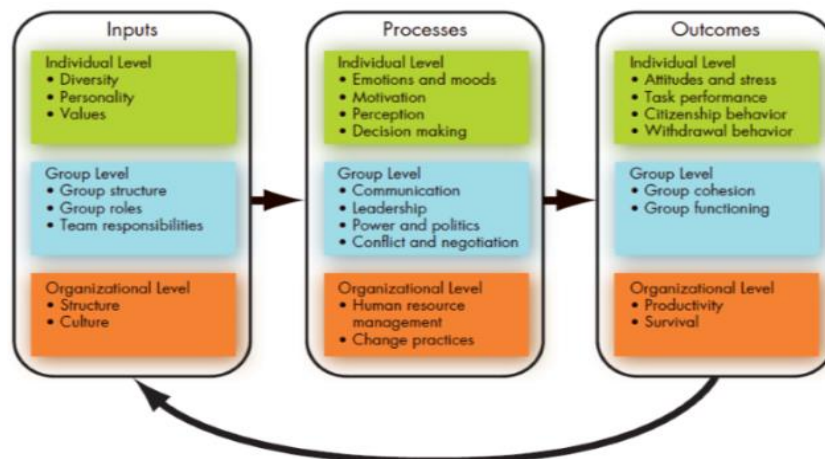 Inputs
Individual Level
• Diversity
• Personality
• Values
Group Level
• Group structure
• Group roles
• Team responsibilities
Organizational Level
• Structure
• Culture
Processes
Individual Level
• Emotions and moods
• Motivation
• Perception
• Decision making
Group Level
• Communication
• Leadership
• Power and politics
• Conflict and negotiation
Organizational Level
• Human resource
management
• Change practices
Outcomes
Individual Level
• Attitudes and stress
• Task performance
• Citizenship behavior
• Withdrawal behavior
Group Level
• Group cohesion
• Group functioning
Organizational Level
• Productivity
• Survival